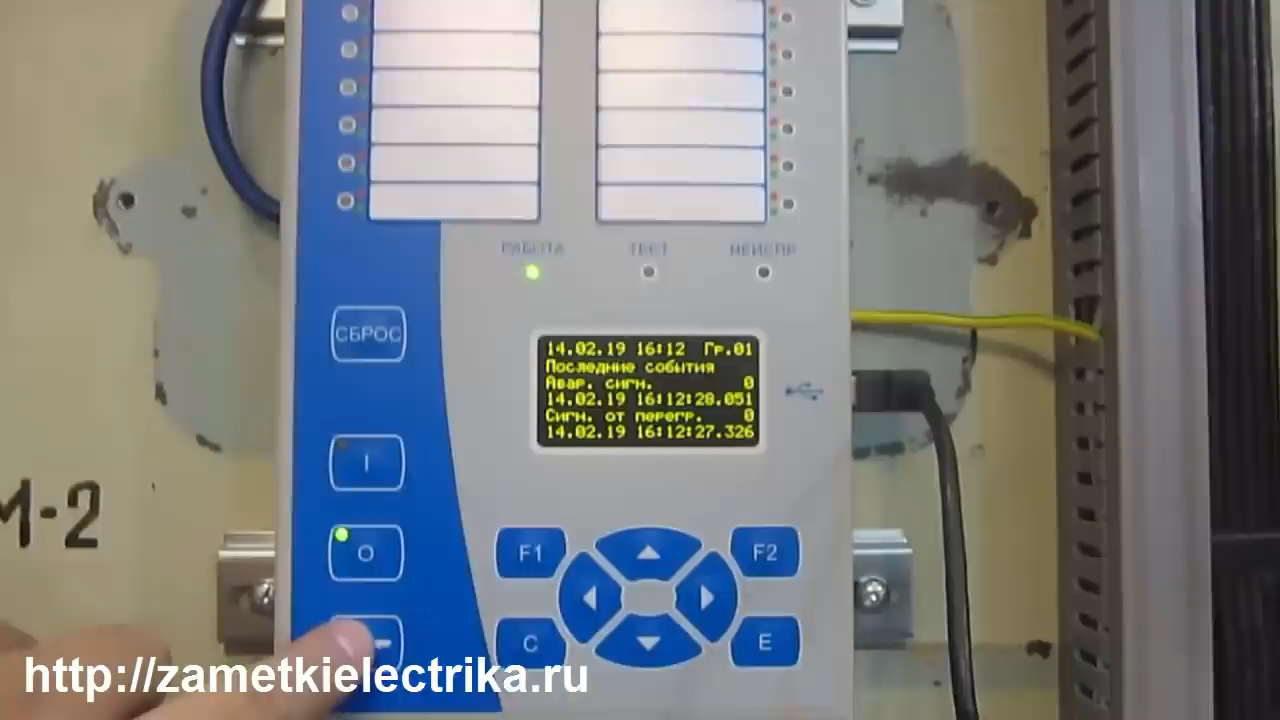 РАБОТА ТЕСТ НЕИСПР
СБРОС
14.02.19 16:12 Гр.01
Последние события
Авар. сигн. 0
14.02.19 16:12:28.051
Сигн. от перегр. 0
14.02.19 16:12:27.326
I
O
F1
F2
C
E
М-2
http://zametkielectrika.ru